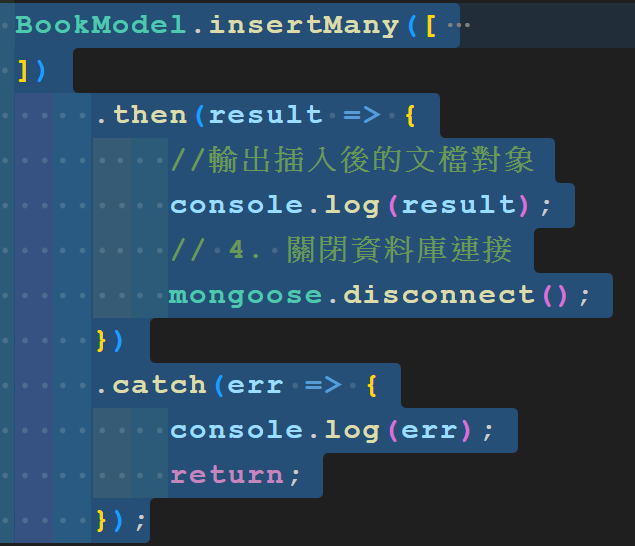 BookModel.insertMany([ ⋯
])
.then(result => {
//輸出插入後的文檔對象
console.log(result);
// 4. 關閉資料庫連接
mongoose.disconnect();
})
.catch(err => {
console.log(err);
return;
});